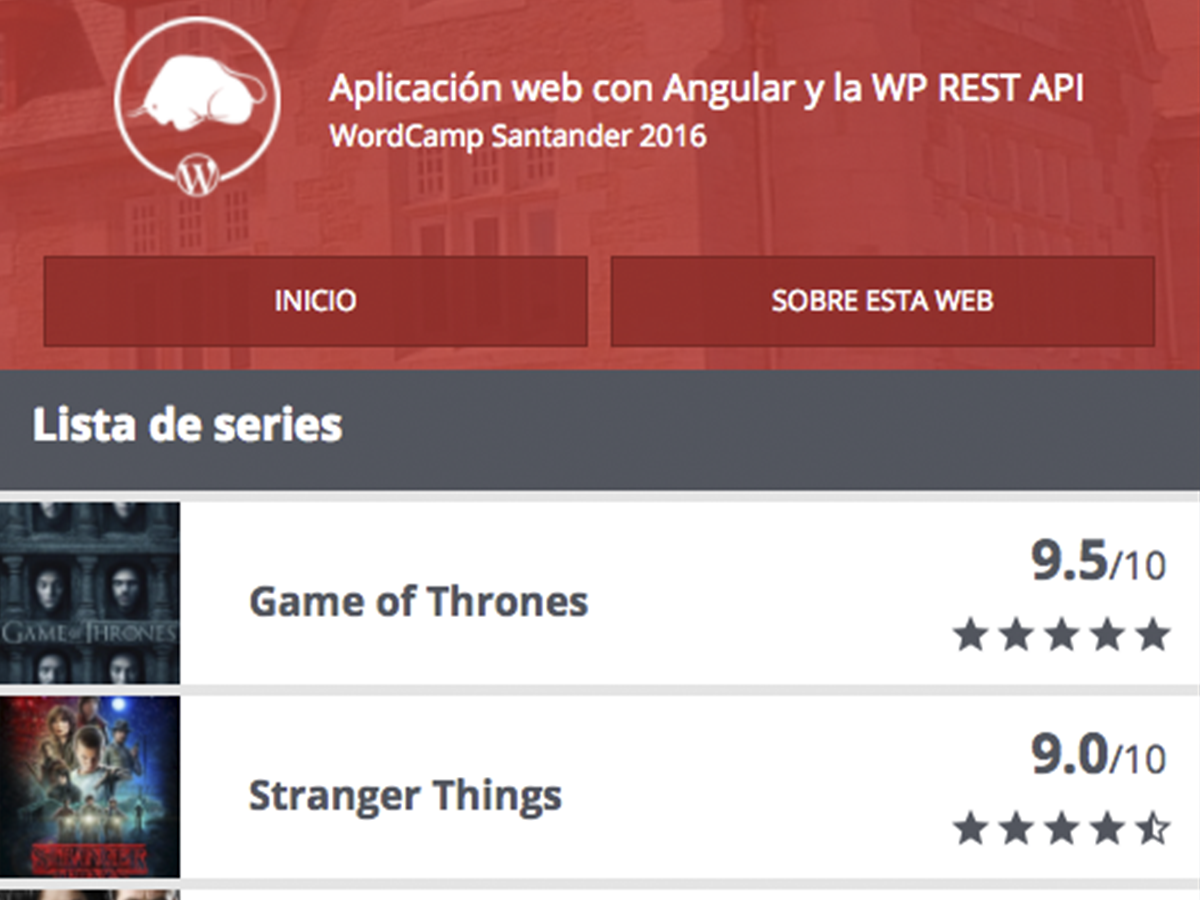 Aplicación web con Angular y la WP REST API
WordCamp Santander 2016
W
INICIO
SOBRE ESTA WEB
Lista de series
GAME OF THRONES
Game of Thrones
9.5/10
STRANGER
Stranger Things
9.0/10